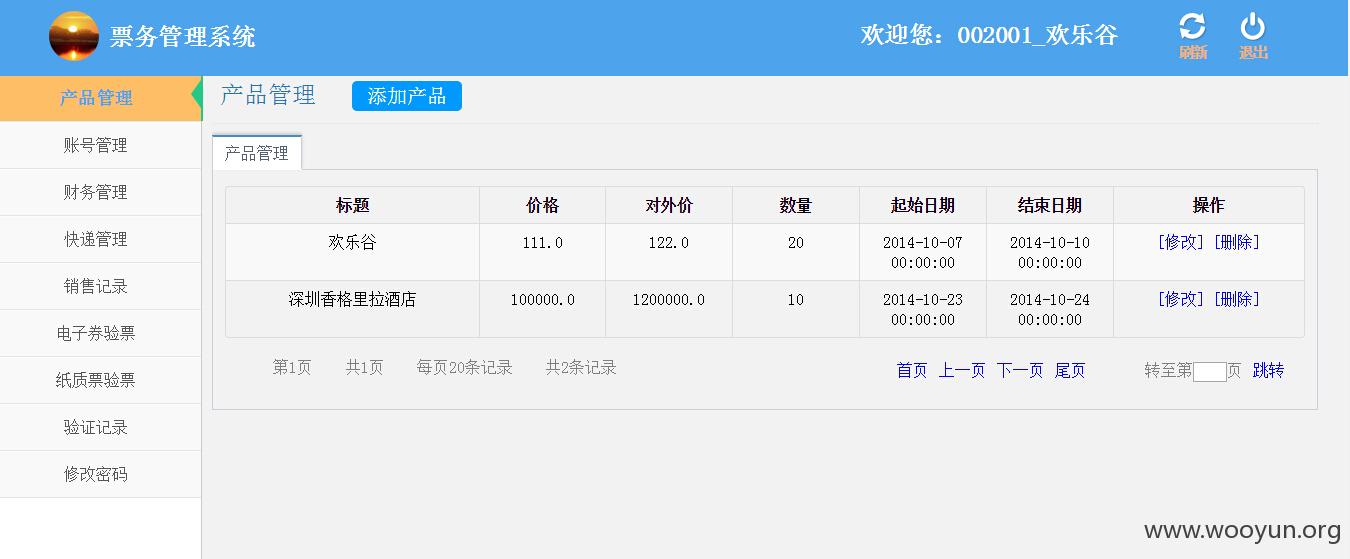 票务管理系统
欢迎您：002001_欢乐谷
刷新
退出
产品管理
账号管理
财务管理
快递管理
销售记录
电子券验票
纸质票验票
验证记录
修改密码
产品管理 添加产品
产品管理
标题 价格 对外价 数量 起始日期 结束日期 操作
欢乐谷 111.0 122.0 20 2014-10-07 00:00:00 2014-10-10 00:00:00 [修改] [删除]
深圳香格里拉酒店 100000.0 1200000.0 10 2014-10-23 00:00:00 2014-10-24 00:00:00 [修改] [删除]
第1页 共1页 每页20条记录 共2条记录 首页 上一页 下一页 尾页 转至第 页 跳转
www.wooyun.org